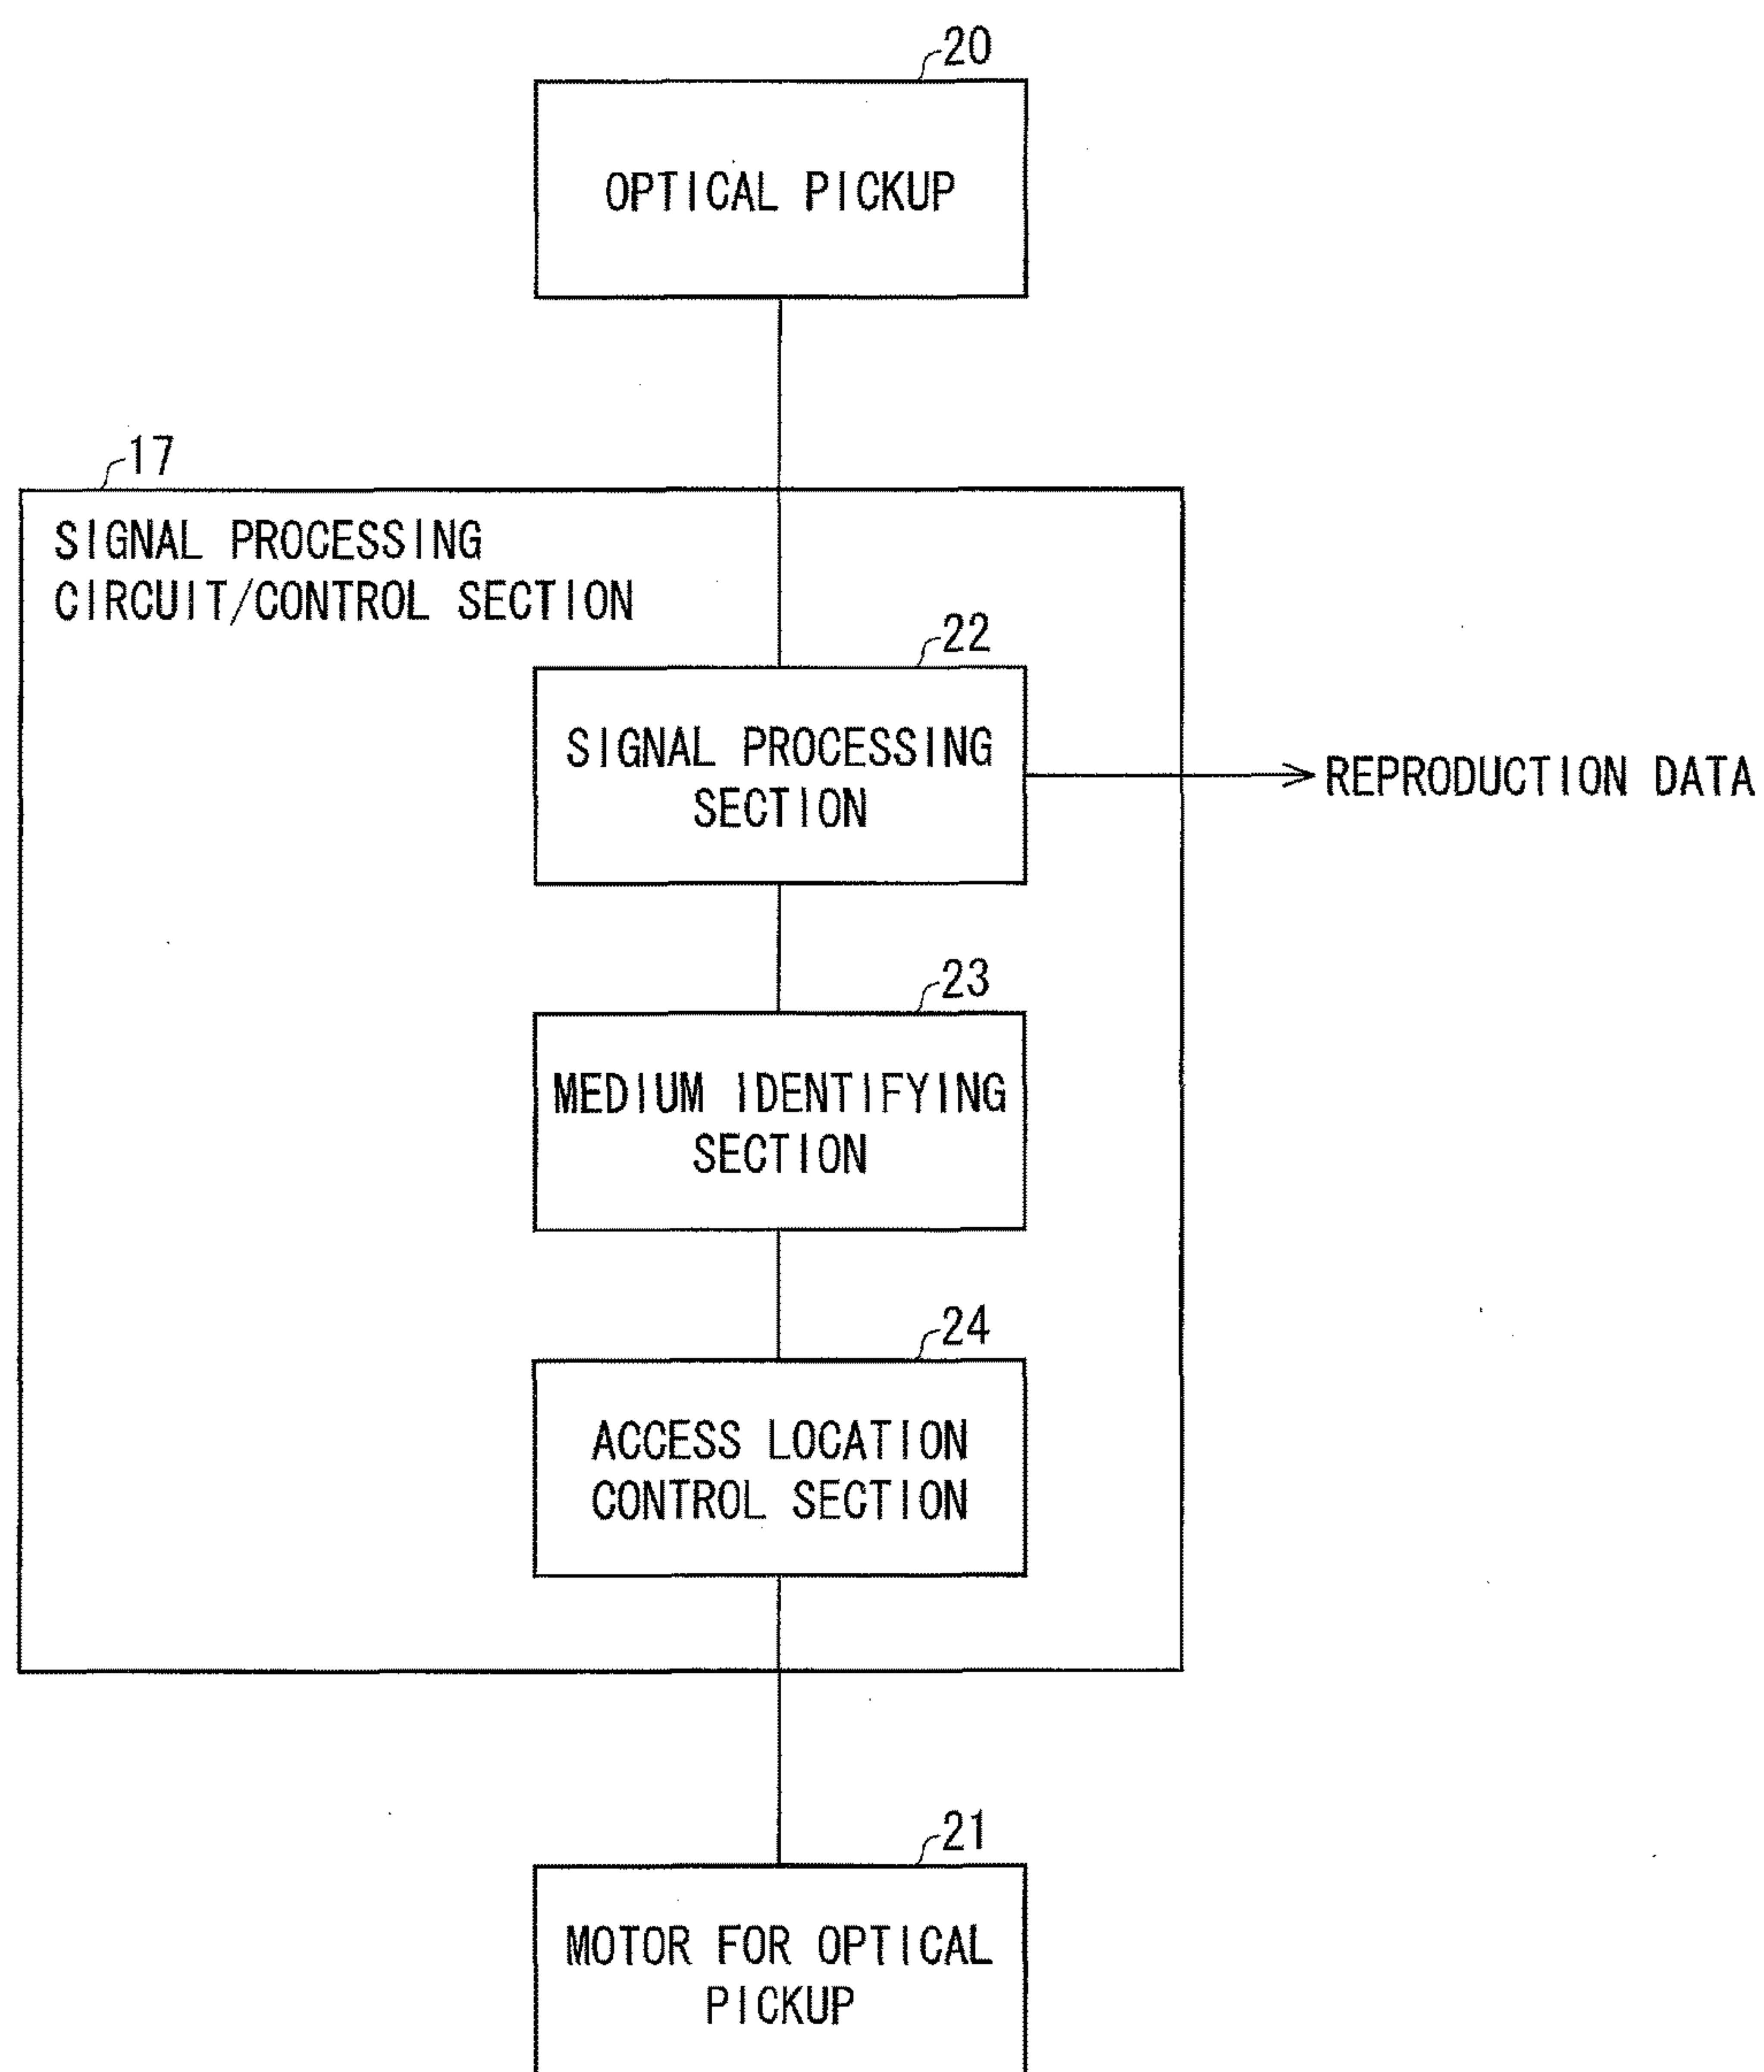 20
OPTICAL PICKUP
17
SIGNAL PROCESSING
CIRCUIT/CONTROL SECTION
22
SIGNAL PROCESSING
SECTION
REPRODUCTION DATA
23
MEDIUM IDENTIFYING
SECTION
24
ACCESS LOCATION
CONTROL SECTION
21
MOTOR FOR OPTICAL
PICKUP